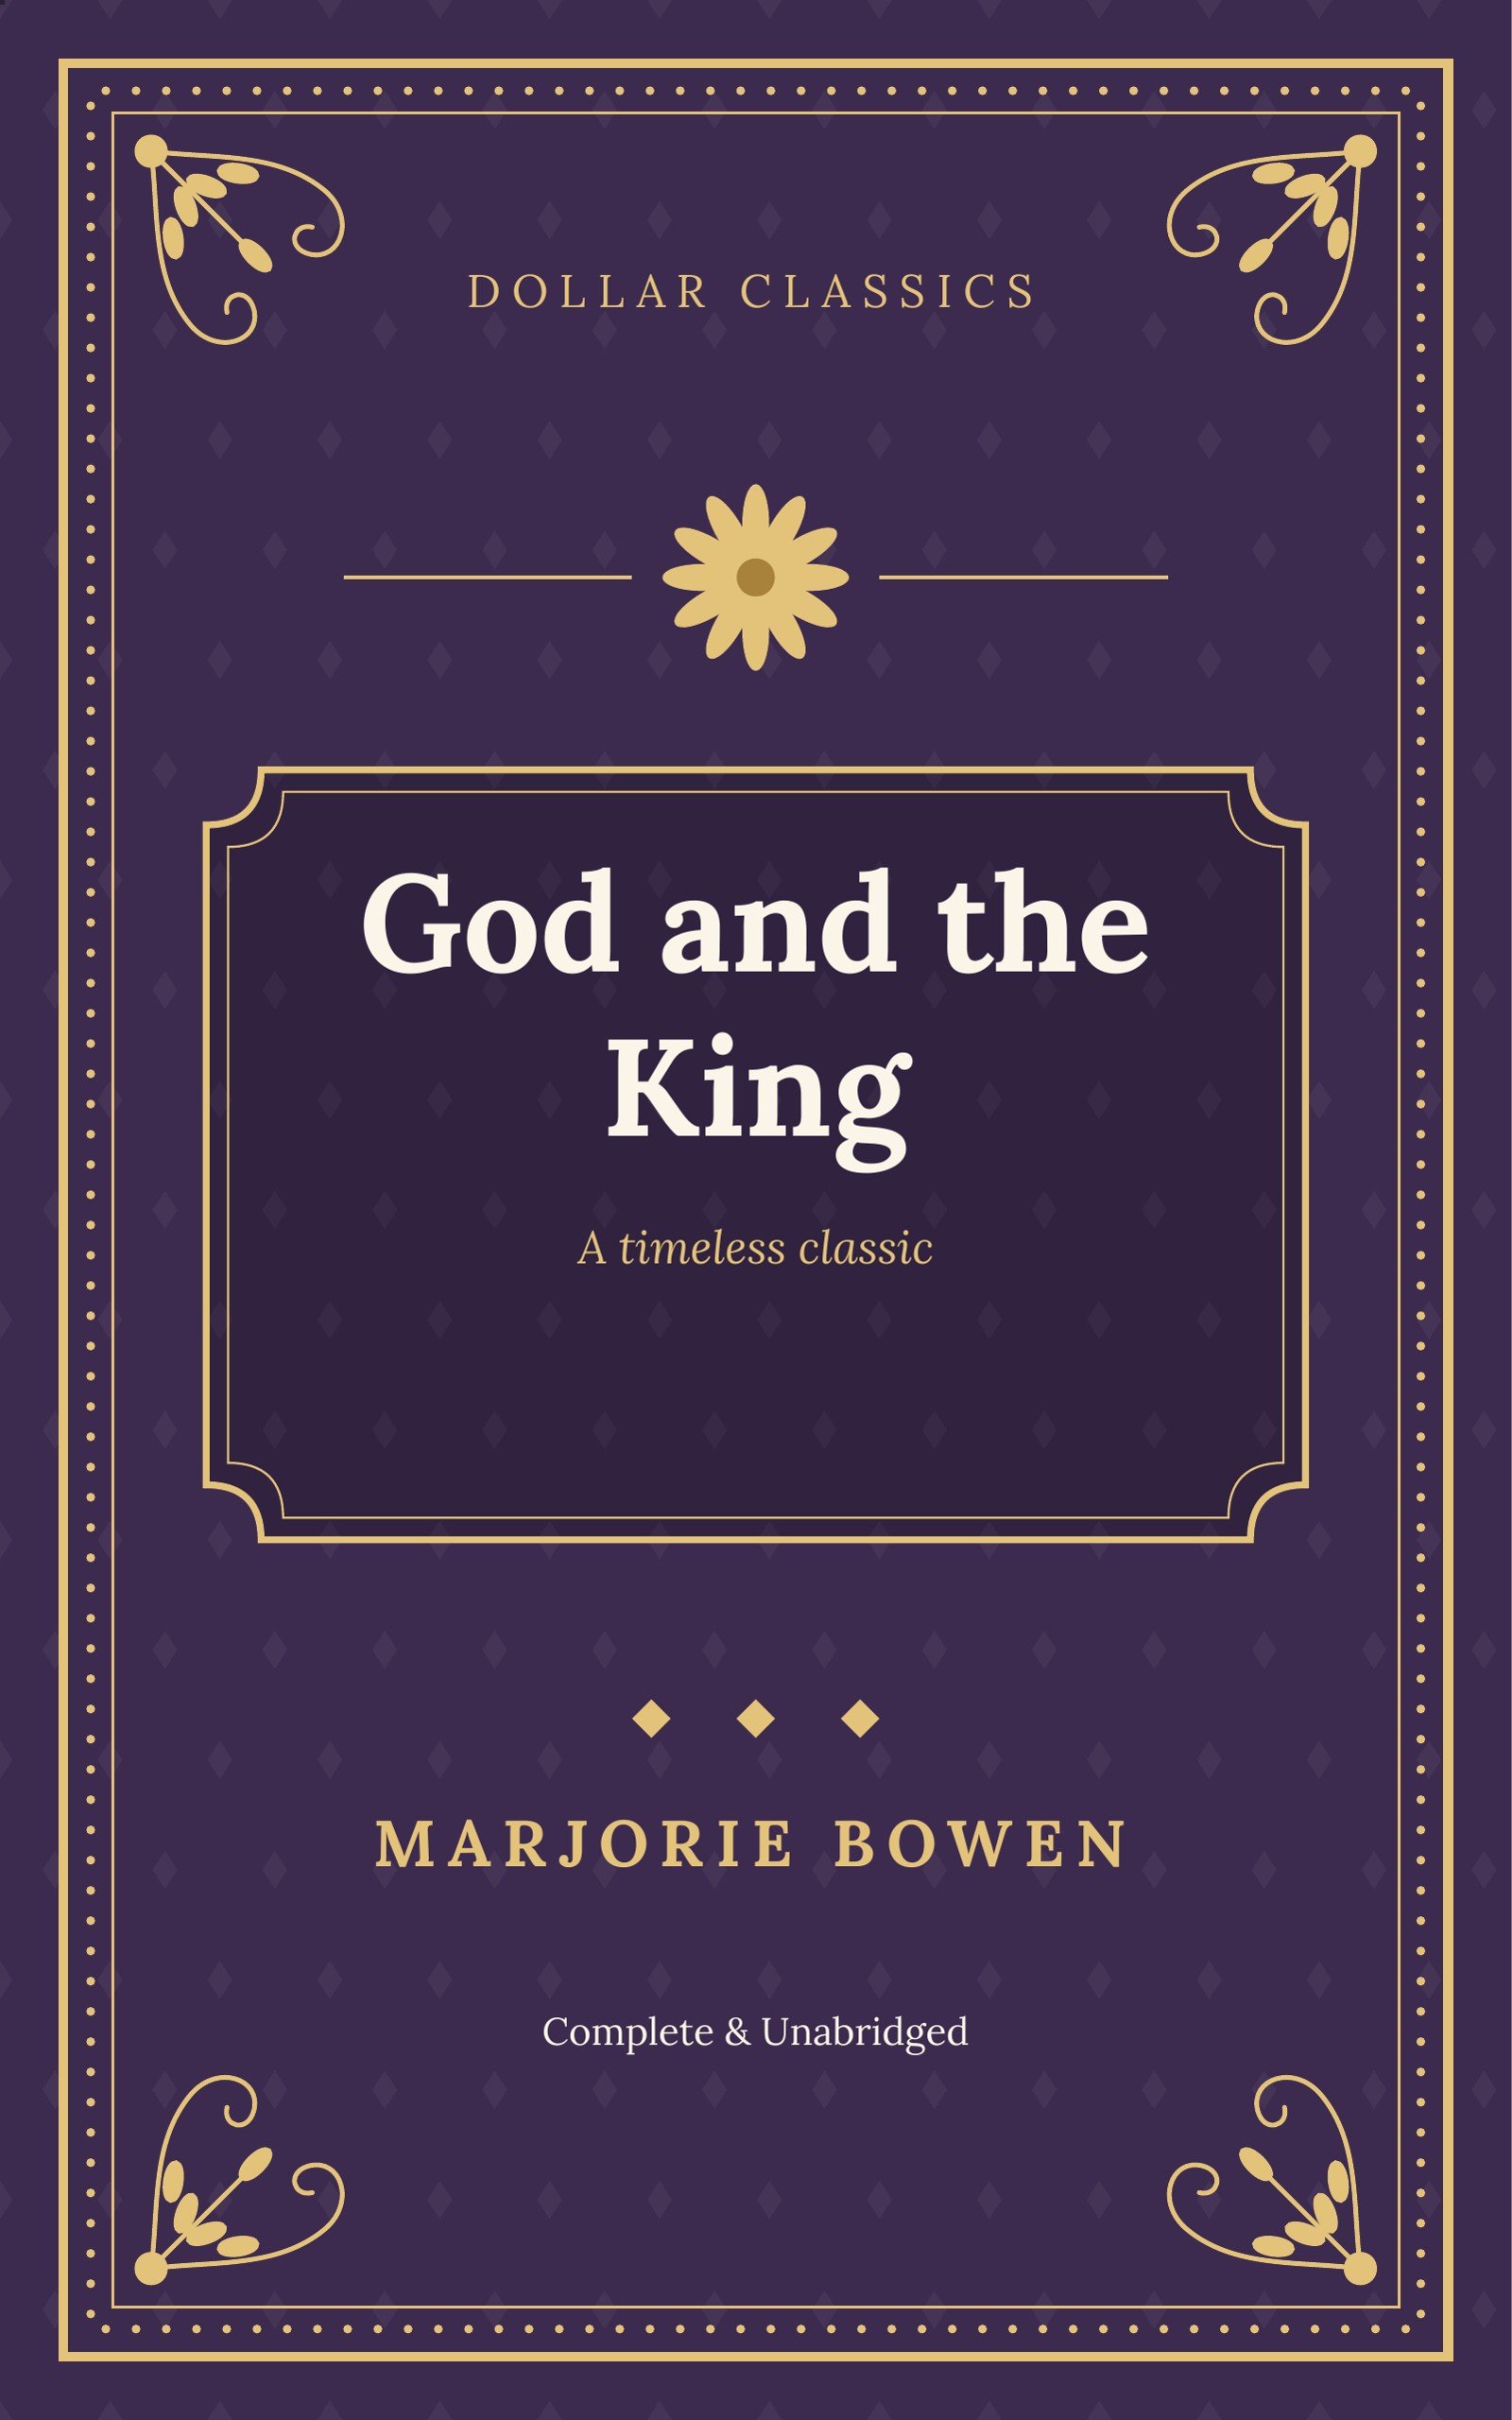 DOLLAR CLASSICS
God and the
King
A timeless classic
MARJORIE BOWEN
Complete & Unabridged